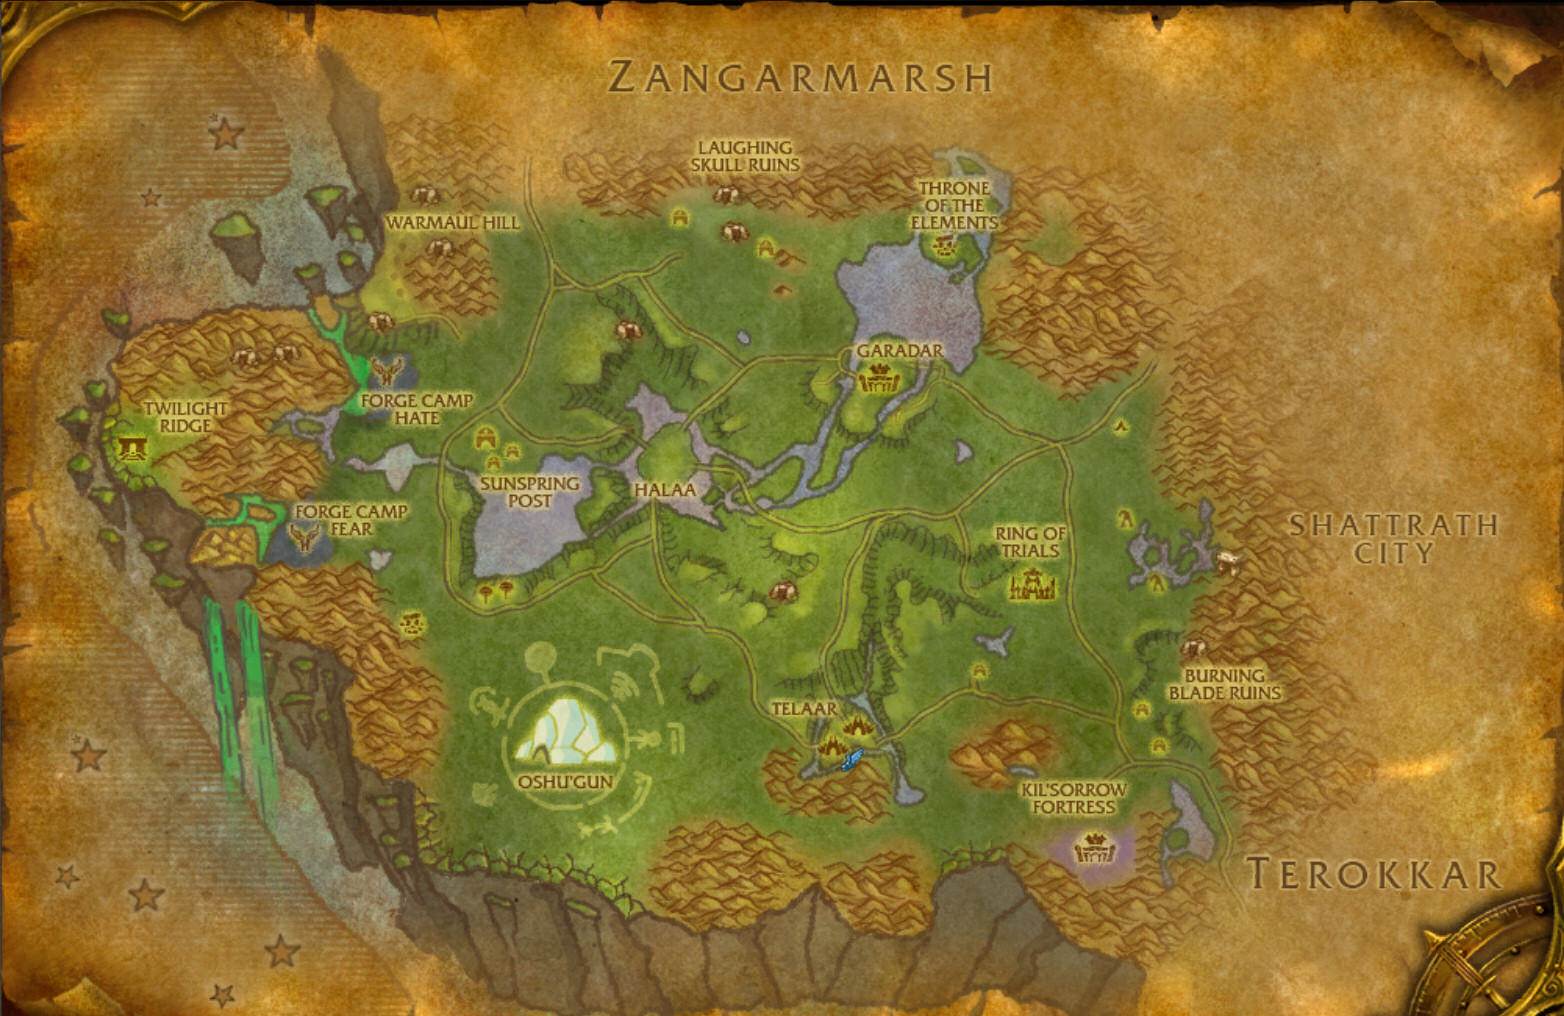 ZANGARMARSH
LAUGHING
SKULL RUINS
THRONE
OF THE
ELEMENTS
WARMAUL HILL
GARADAR
FORGE CAMP
HATE
TWILIGHT
RIDGE
SUNSPRING
POST
HALAA
FORGE CAMP
FEAR
RING OF
TRIALS
SHATTRATH
CITY
BURNING
BLADE RUINS
TELAAR
OSHU'GUN
KIL'SORROW
FORTRESS
TEROKKAR